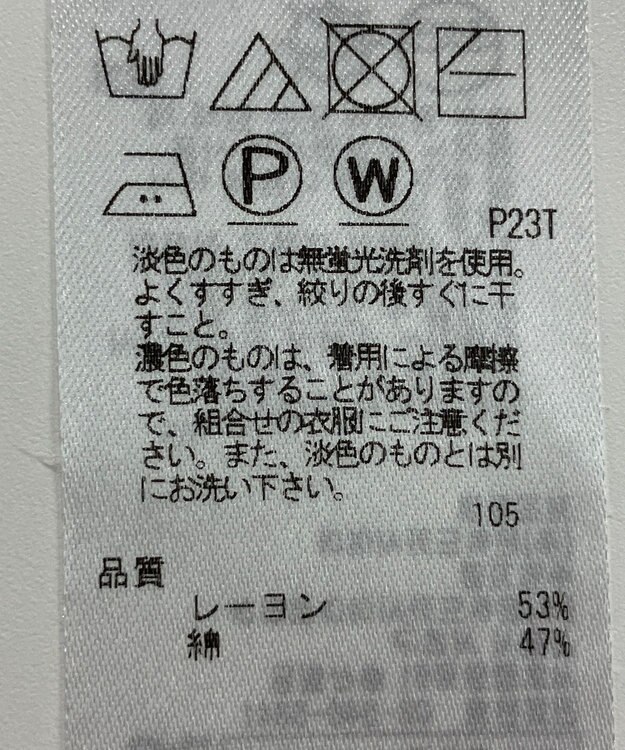 P
W
P23T
淡色のものは無蛍光洗剤を使用。
よくすすぎ、絞りの後すぐに干
すこと。
濃色のものは、着用による摩擦
で色落ちすることがありますの
で、組合せの衣服にご注意くだ
さい。また、淡色のものとは別
にお洗い下さい。
105
品質
レーヨン 53%
綿 47%